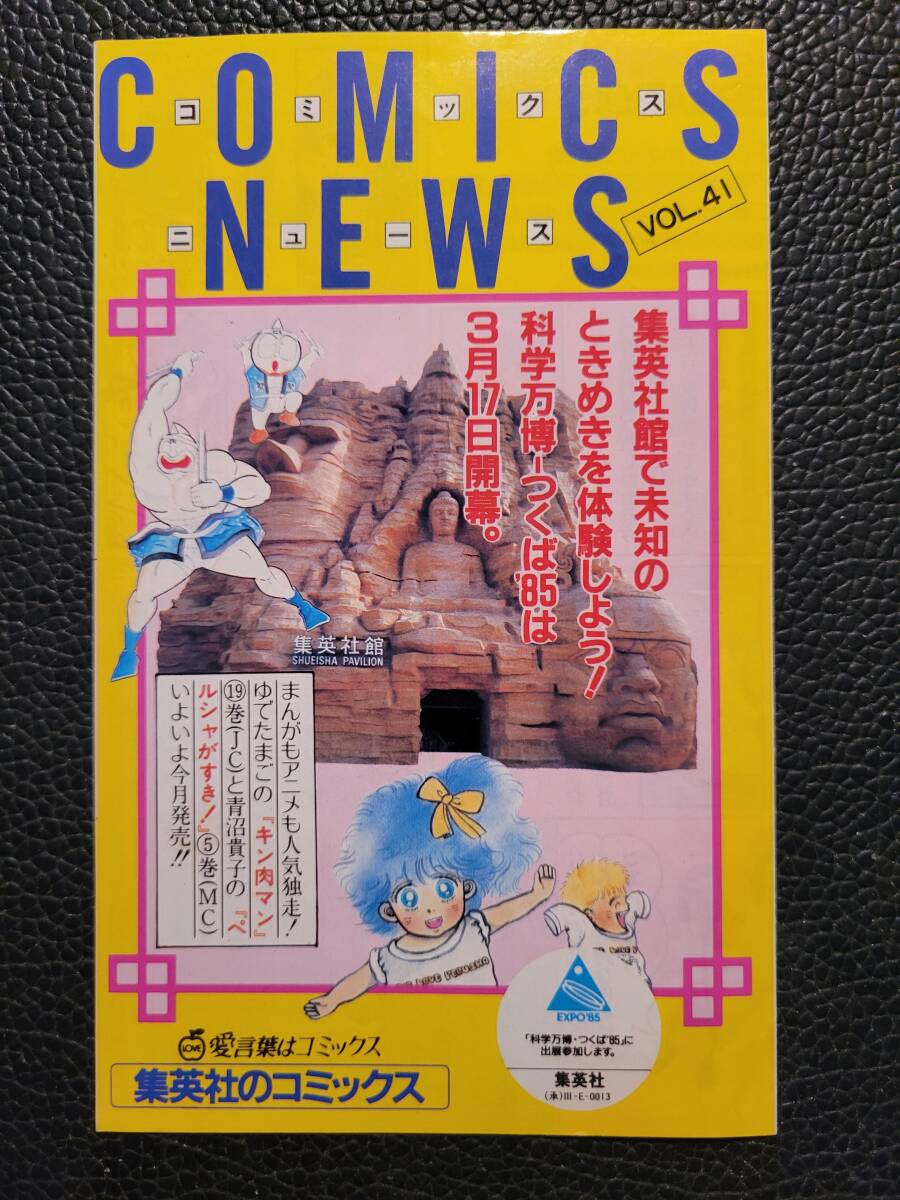 COMICS
コミックス
NEWS
ニュース
VOL.41
集英社館で未知の
ときめきを体験しよう!
科学万博-つくば'85は
3月17日開幕。
集英社館
SHUEISHA PAVILION
まんがもアニメも人気独走!
ゆでたまごの『キン肉マン』
⑲巻(JC)と青沼貴子の『ペ
ルシャがすき!』⑤巻(MC)
いよいよ今月発売!!
LOVE
愛言葉はコミックス
集英社のコミックス
EXPO'85
「科学万博・つくば'85」に
出展参加します。
集英社
(承)III-E-0013